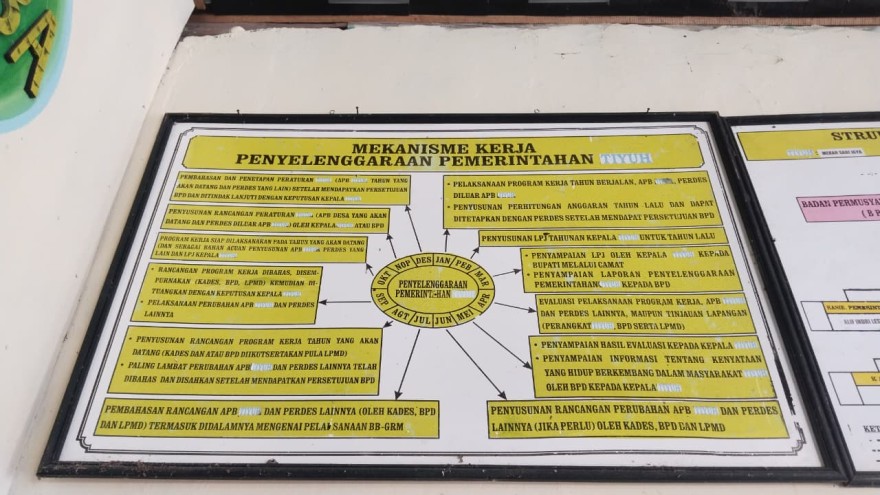 MEKANISME KERJA
PENYELENGGARAAN PEMERINTAHAN TIYUH
PEMBAHASAN DAN PENETAPAN PERATURAN (APB TAHUN YANG
AKAN DATANG DAN PERDES YANG LAIN) SETELAH MENDAPATKAN PERSETUJUAN
BPD DAN DITINDAK LANJUTI DENGAN KEPUTUSAN KEPALA
PENYUSUNAN RANCANGAN PERATURAN (APB DESA YANG AKAN
DATANG DAN PERDES DILUAR APB) OLEH KEPALA ATAU BPD
PROGRAM KERJA SIAP DILAKSANAKAN PADA TAHUN YANG AKAN DATANG
(DAN SEBAGAI BAHAN ACUAN PENYUSUNAN APB PERDES YANG
LAIN DAN LPJ KEPALA
• RANCANGAN PROGRAM KERJA DIBAHAS, DISEM-
PURNAKAN (KADES, BPD, LPMD) KEMUDIAN DI-
TUANGKAN DENGAN KEPUTUSAN KEPALA
• PELAKSANAAN PERUBAHAN APB DAN PERDES
LAINNYA
• PENYUSUNAN RANCANGAN PROGRAM KERJA TAHUN YANG AKAN
DATANG (KADES DAN ATAU BPD DIIKUTSERTAKAN PULA LPMD)
• PALING LAMBAT PERUBAHAN APB DAN PERDES LAINNYA TELAH
DIBAHAS DAN DISAHKAN SETELAH MENDAPATKAN PERSETUJUAN BPD
PEMBAHASAN RANCANGAN APB DAN PERDES LAINNYA (OLEH KADES, BPD
DAN LPMD) TERMASUK DIDALAMNYA MENGENAI PELAKSANAAN BB-GRM
OKT NOP DES JAN PEB MAR
PENYELENGGARAAN
PEMERINTAHAN
SEP AGT JUL JUN MEI APR
• PELAKSANAAN PROGRAM KERJA TAHUN BERJALAN, APB PERDES
DILUAR APB
• PENYUSUNAN PERHITUNGAN ANGGARAN TAHUN LALU DAN DAPAT
DITETAPKAN DENGAN PERDES SETELAH MENDAPAT PERSETUJUAN BPD
PENYUSUNAN LPJ TAHUNAN KEPALA UNTUK TAHUN LALU
• PENYAMPAIAN LPJ OLEH KEPALA KEPADA
BUPATI MELALUI CAMAT
• PENYAMPAIAN LAPORAN PENYELENGGARAAN
PEMERINTAHAN KEPADA BPD
EVALUASI PELAKSANAAN PROGRAM KERJA, APB
DAN PERDES LAINNYA, MAUPUN TINJAUAN LAPANGAN
(PERANGKAT BPD SERTA LPMD)
• PENYAMPAIAN HASIL EVALUASI KEPADA KEPALA
• PENYAMPAIAN INFORMASI TENTANG KENYATAAN
YANG HIDUP BERKEMBANG DALAM MASYARAKAT
OLEH BPD KEPADA KEPALA
PENYUSUNAN RANCANGAN PERUBAHAN APB DAN PERDES
LAINNYA (JIKA PERLU) OLEH KADES, BPD DAN LPMD
STRU
BADAN PERMUSYA
( B P